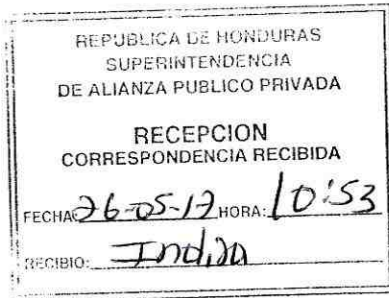 REPUBLICA DE HONDURAS
SUPERINTENDENCIA
DE ALIANZA PUBLICO PRIVADA
RECEPCION
CORRESPONDENCIA RECIBIDA
FECHA: 26-05-17 HORA: 10:53
RECIBIO: